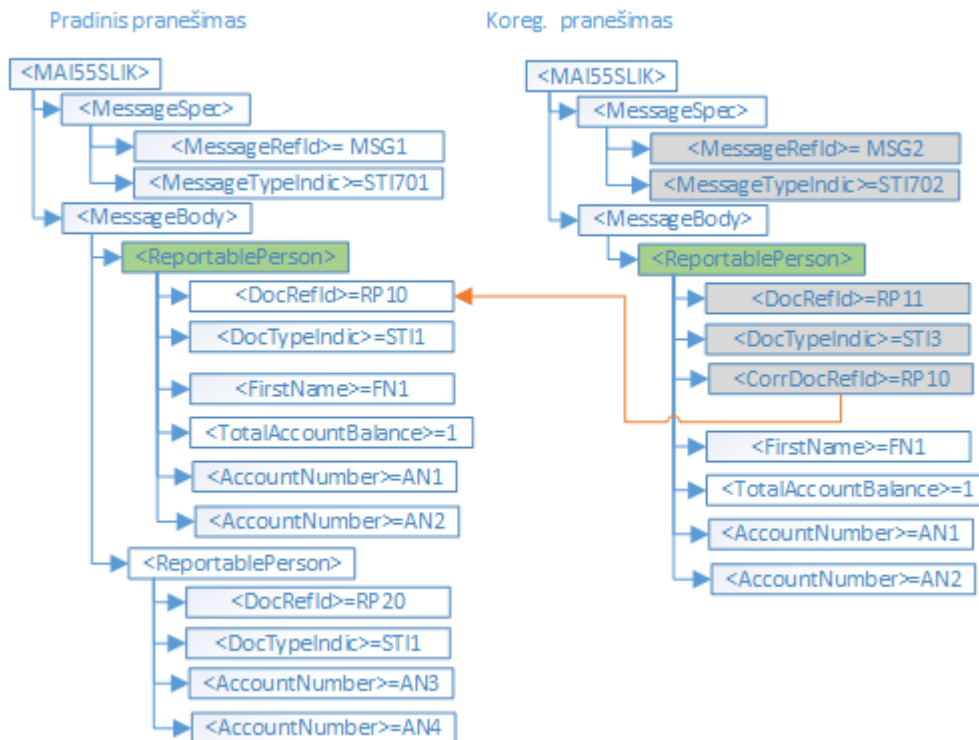 Pradinis pranešimas
<MAI55SLIK>
<MessageSpec>
<MessageRefId>= MSG1
<MessageTypeIndic>=STI701
<MessageBody>
<ReportablePerson>
<DocRefId>=RP10
<DocTypeIndic>=STI1
<FirstName>=FN1
<TotalAccountBalance>=1
<AccountNumber>=AN1
<AccountNumber>=AN2
<ReportablePerson>
<DocRefId>=RP20
<DocTypeIndic>=STI1
<AccountNumber>=AN3
<AccountNumber>=AN4
Koreg. pranešimas
<MAI55SLIK>
<MessageSpec>
<MessageRefId>= MSG2
<MessageTypeIndic>=STI702
<MessageBody>
<ReportablePerson>
<DocRefId>=RP11
<DocTypeIndic>=STI3
<CorrDocRefId>=RP10
<FirstName>=FN1
<TotalAccountBalance>=1
<AccountNumber>=AN1
<AccountNumber>=AN2